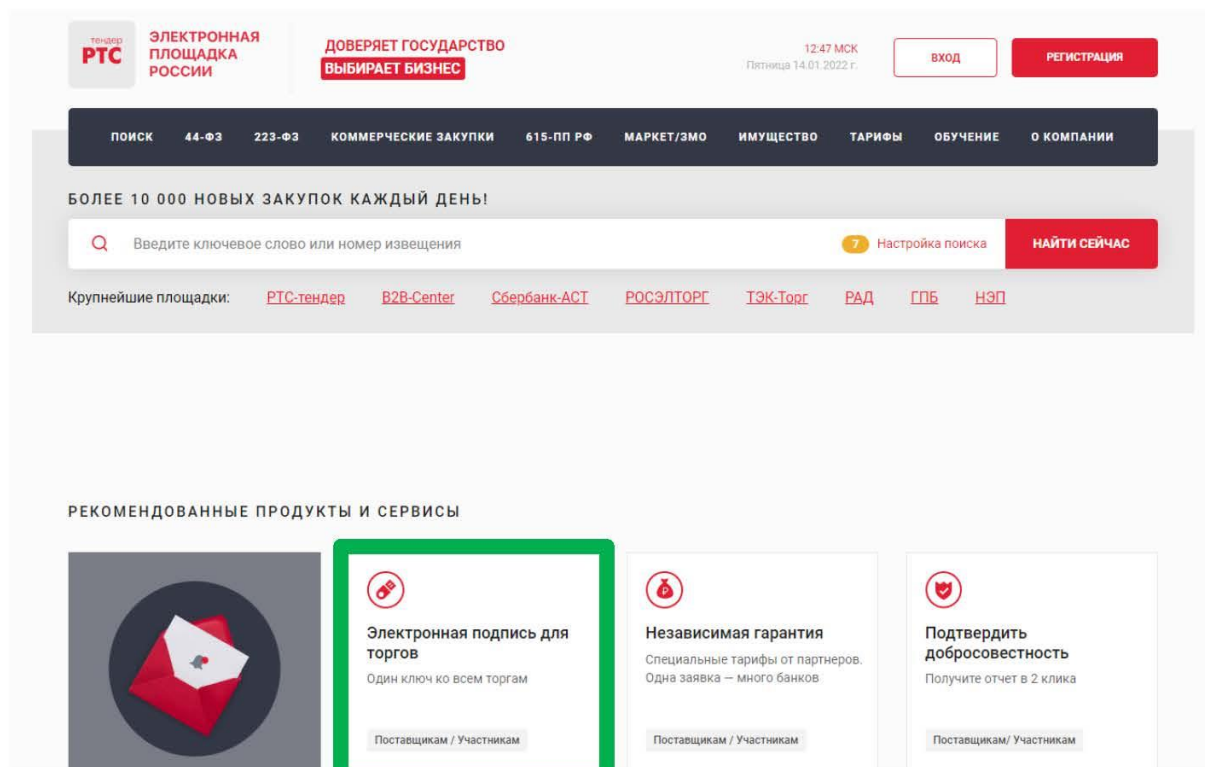 тендер
РТС
ЭЛЕКТРОННАЯ
ПЛОЩАДКА
РОССИИ
ДОВЕРЯЕТ ГОСУДАРСТВО
ВЫБИРАЕТ БИЗНЕС
12:47 МСК
Пятница 14.01.2022 г.
ВХОД
РЕГИСТРАЦИЯ
ПОИСК 44-ФЗ 223-ФЗ КОММЕРЧЕСКИЕ ЗАКУПКИ 615-ПП РФ МАРКЕТ/ЗМО ИМУЩЕСТВО ТАРИФЫ ОБУЧЕНИЕ О КОМПАНИИ
БОЛЕЕ 10 000 НОВЫХ ЗАКУПОК КАЖДЫЙ ДЕНЬ!
Введите ключевое слово или номер извещения 7 Настройка поиска НАЙТИ СЕЙЧАС
Крупнейшие площадки: РТС-тендер B2B-Center Сбербанк-АСТ РОСЭЛТОРГ ТЭК-Торг РАД ГПБ НЭП
РЕКОМЕНДОВАННЫЕ ПРОДУКТЫ И СЕРВИСЫ
Электронная подпись для
торгов
Один ключ ко всем торгам
Поставщикам / Участникам
Независимая гарантия
Специальные тарифы от партнеров.
Одна заявка — много банков
Поставщикам / Участникам
Подтвердить
добросовестность
Получите отчет в 2 клика
Поставщикам/ Участникам